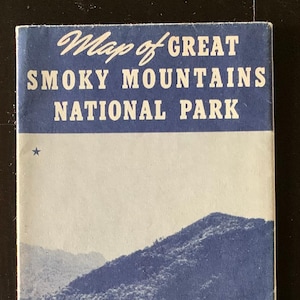 Map of GREAT
SMOKY MOUNTAINS
NATIONAL PARK